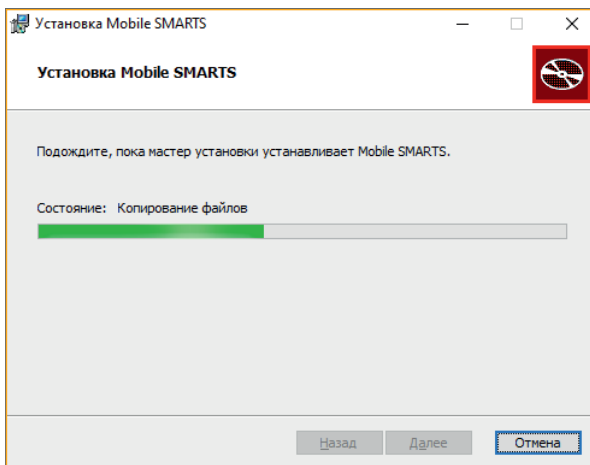 Установка Mobile SMARTS
Установка Mobile SMARTS
Подождите, пока мастер установки устанавливает Mobile SMARTS.
Состояние: Копирование файлов
Назад Далее Отмена